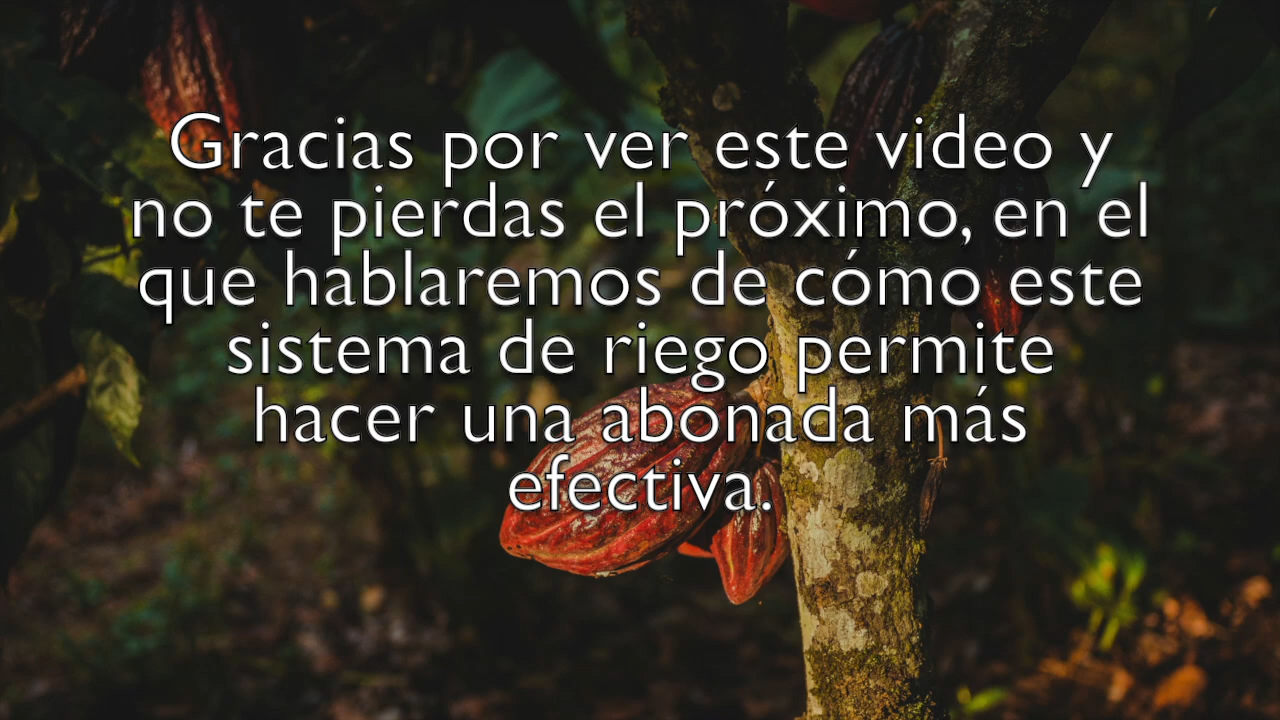 Gracias por ver este video y
no te pierdas el próximo, en el
que hablaremos de cómo este
sistema de riego permite
hacer una abonada más
efectiva.